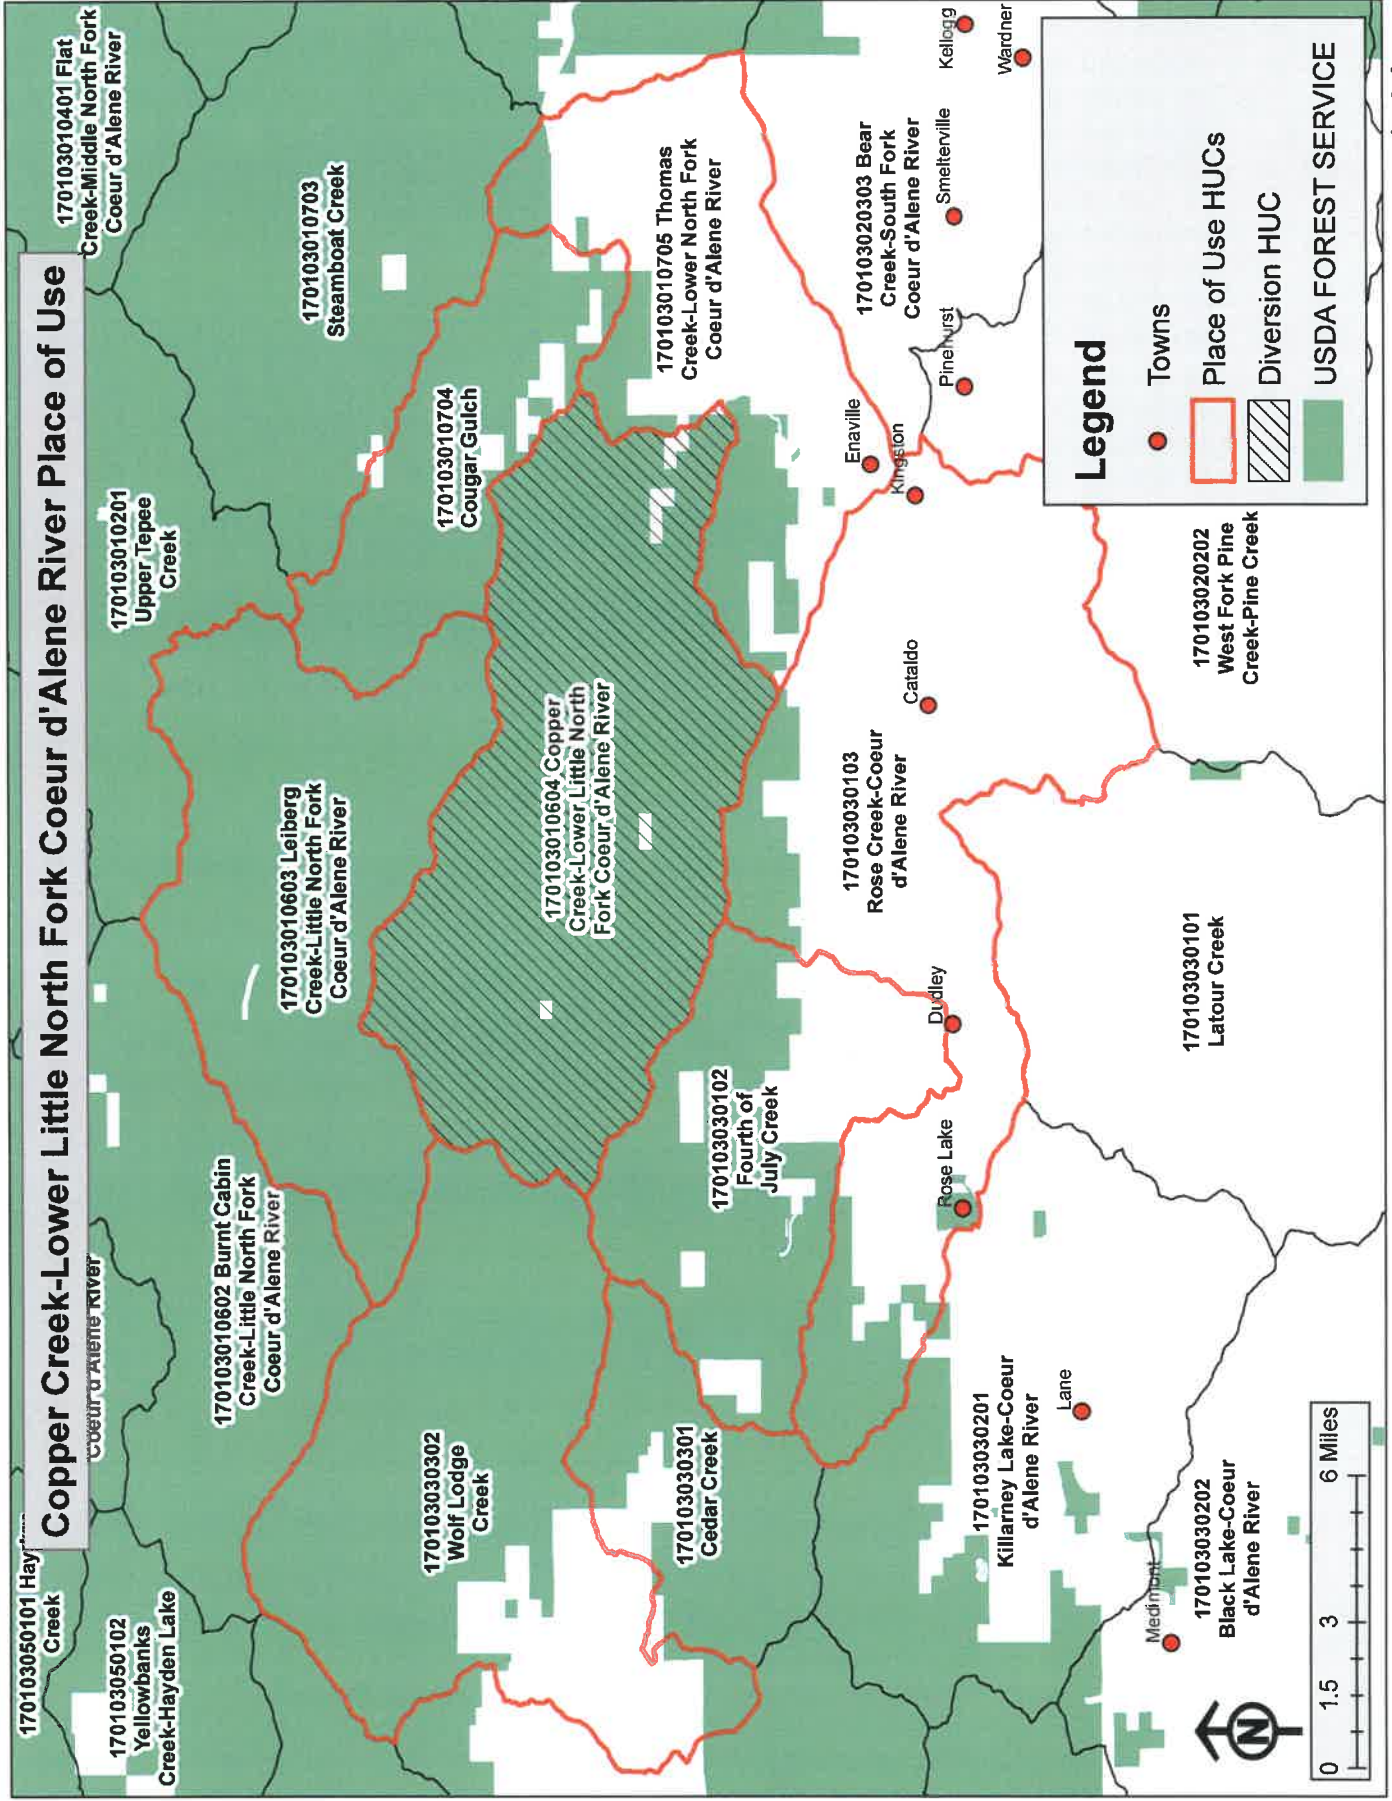 Copper Creek-Lower Little North Fork Coeur d'Alene River Place of Use
170103050101
Creek
170103050102
Yellowbanks
Creek-Hayden Lake
Coeur d'Alene River
170103010401 Flat
Creek-Middle North Fork
Coeur d'Alene River
170103010201
Upper Tepee
Creek
170103010703
Steamboat Creek
170103010602 Burnt Cabin
Creek-Little North Fork
Coeur d'Alene River
170103010603 Leiberg
Creek-Little North Fork
Coeur d'Alene River
170103010704
Cougar Gulch
170103030302
Wolf Lodge
Creek
170103010604 Copper
Creek-Lower Little North
Fork Coeur d'Alene River
170103010705 Thomas
Creek-Lower North Fork
Coeur d'Alene River
170103030301
Cedar Creek
170103030102
Fourth of
July Creek
170103030103
Rose Creek-Coeur
d'Alene River
170103020303 Bear
Creek-South Fork
Coeur d'Alene River
Enaville
Kingston
Cataldo
Dudley
Rose Lake
Pinehurst
Smelterville
Kellogg
Wardner
170103030201
Killarney Lake-Coeur
d'Alene River
Lane
Medimont
170103030202
Black Lake-Coeur
d'Alene River
170103030101
Latour Creek
170103020202
West Fork Pine
Creek-Pine Creek
Legend
Towns
Place of Use HUCs
Diversion HUC
USDA FOREST SERVICE
N
0 1.5 3 6 Miles